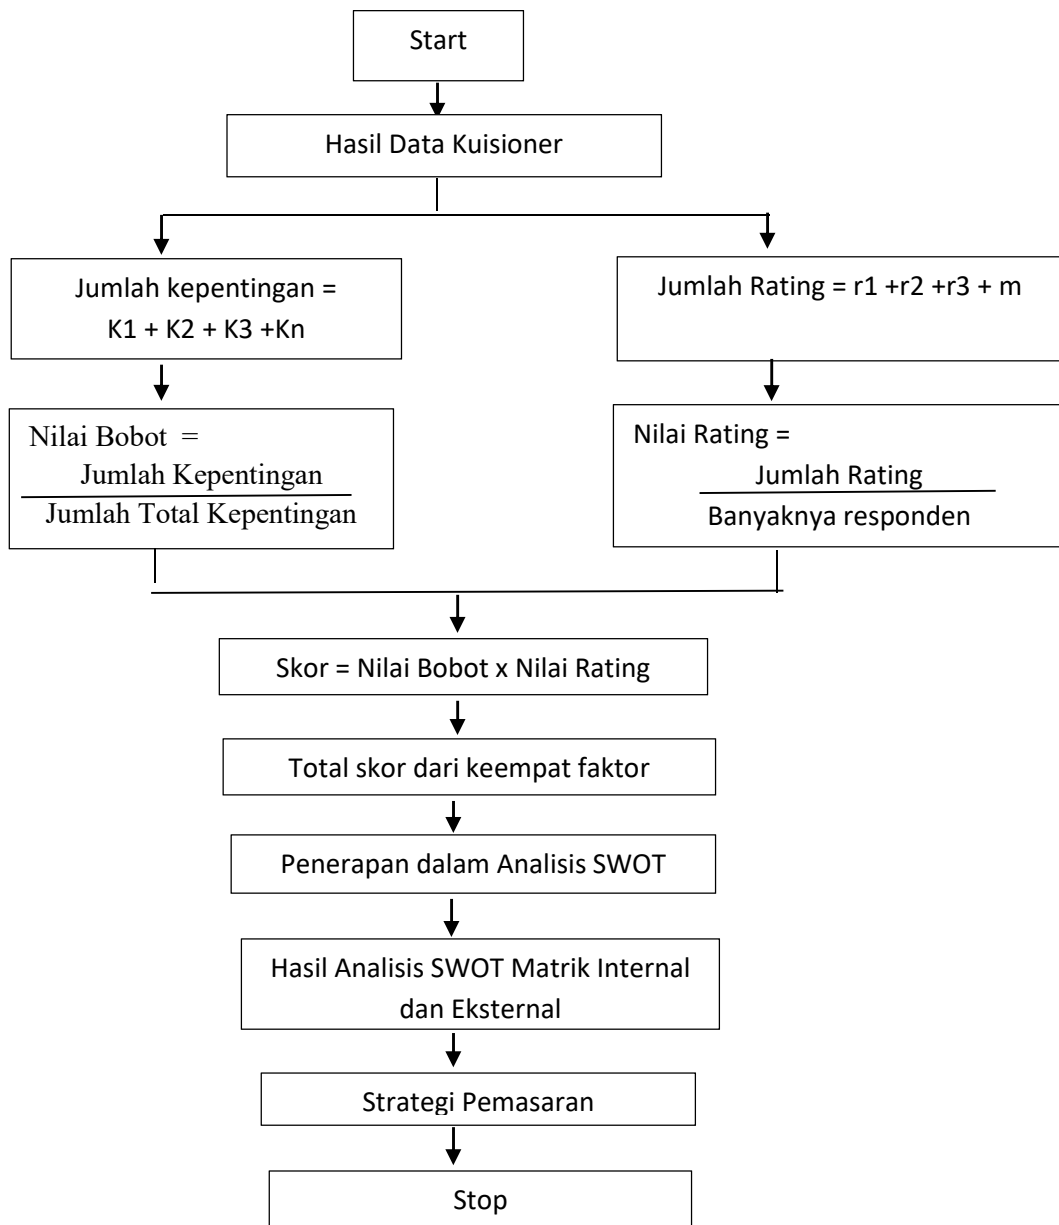 Start
Hasil Data Kuisioner
Jumlah kepentingan =
K1 + K2 + K3 +Kn
Jumlah Rating = r1 +r2 +r3 + rn
Nilai Bobot =
Jumlah Kepentingan
Jumlah Total Kepentingan
Nilai Rating =
Jumlah Rating
Banyaknya responden
Skor = Nilai Bobot x Nilai Rating
Total skor dari keempat faktor
Penerapan dalam Analisis SWOT
Hasil Analisis SWOT Matrik Internal
dan Eksternal
Strategi Pemasaran
Stop